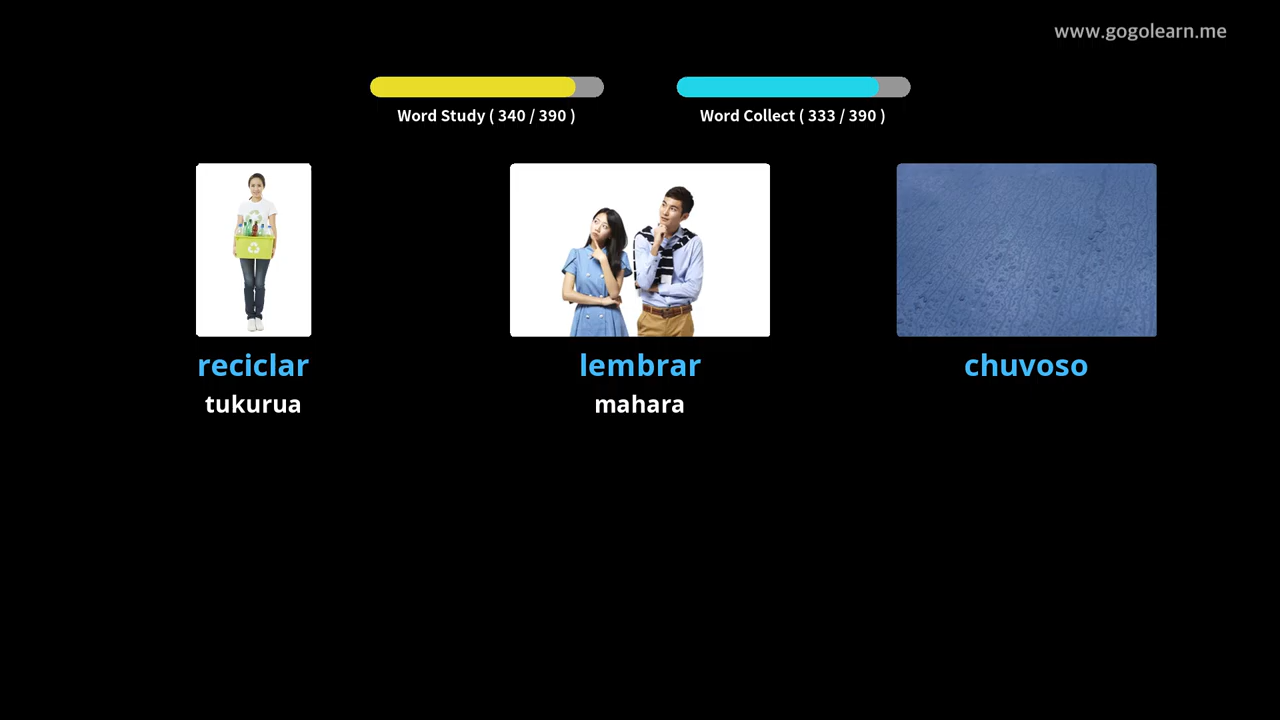 www.gogolearn.me
Word Study ( 340 / 390 )
Word Collect ( 333 / 390 )
reciclar
lembrar
chuvoso
tukurua
mahara